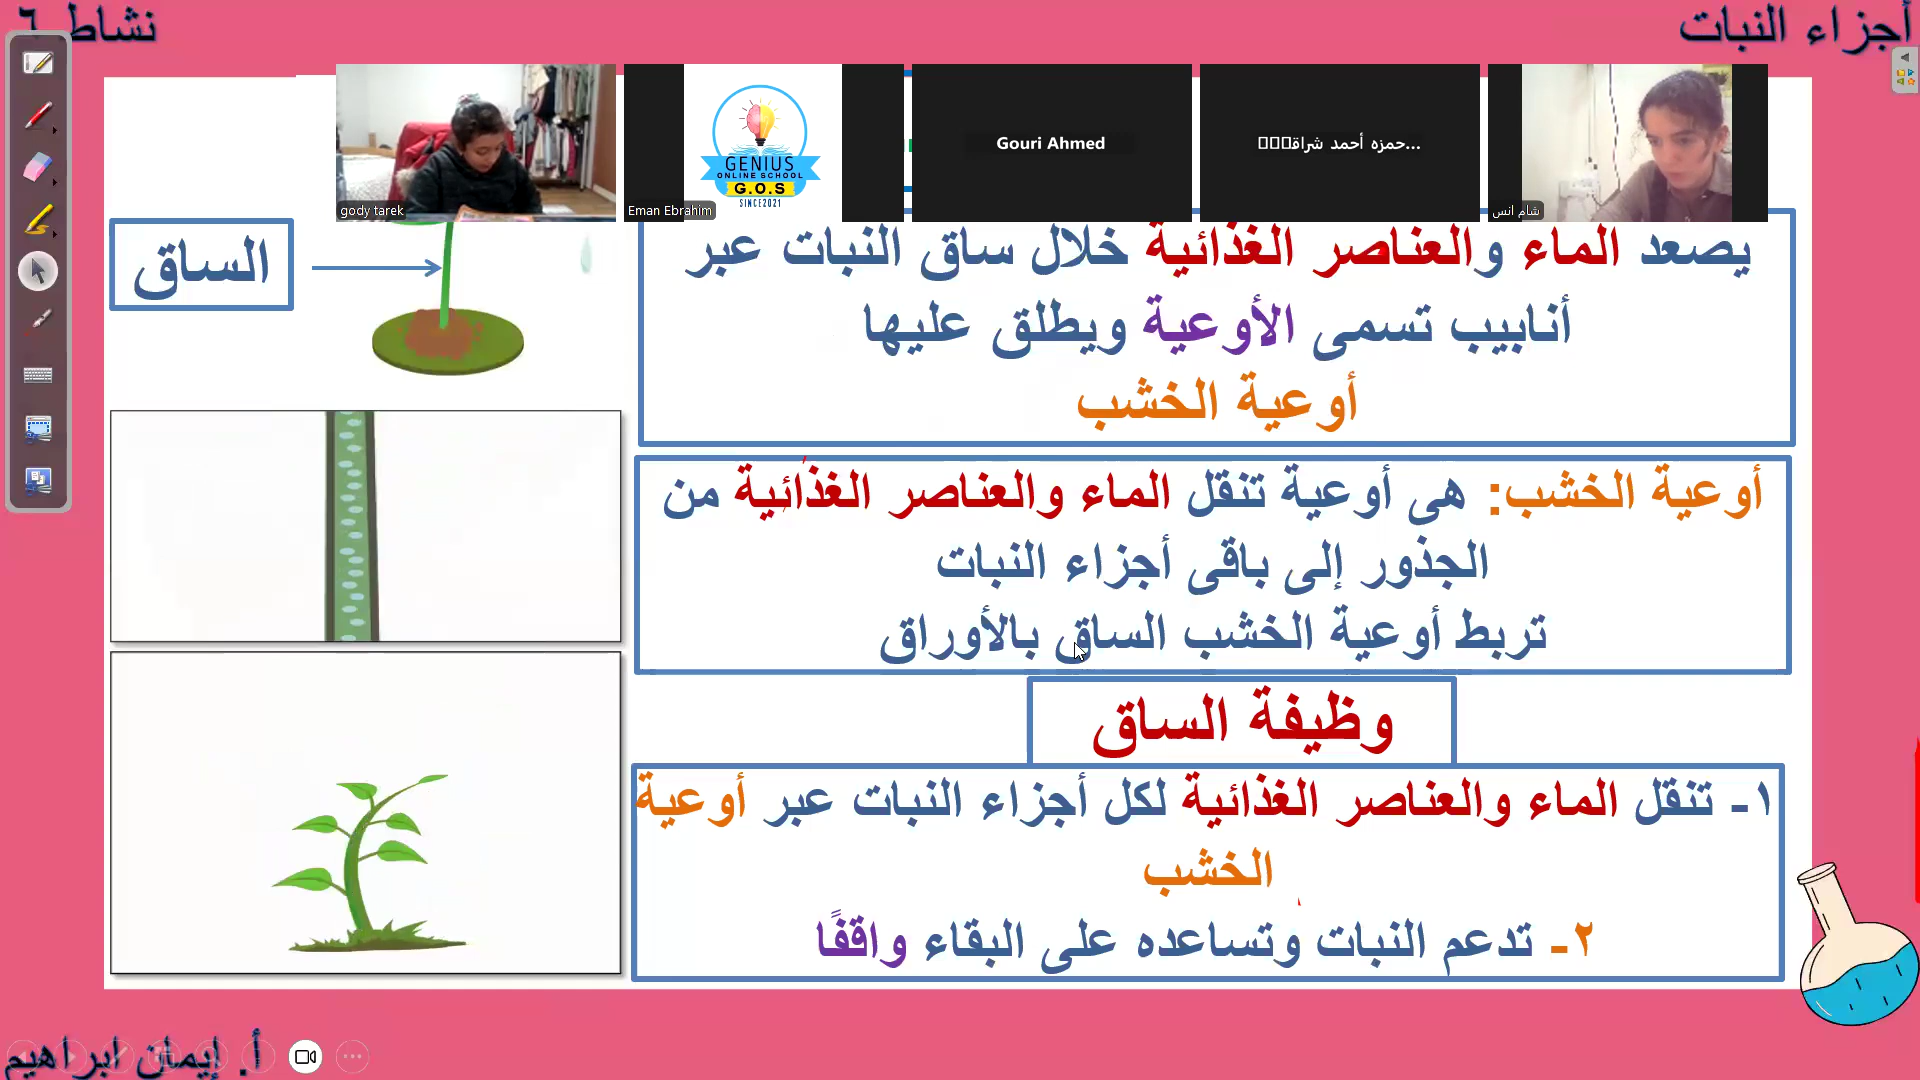 أجزاء النبات
نشاط ٦
gody tarek
GENIUS
ONLINE SCHOOL
G.O.S
SINCE2021
Eman Ebrahim
Gouri Ahmed
حمزه أحمد شراق...
شام انس
الساق
يصعد الماء والعناصر الغذائية خلال ساق النبات عبر
أنابيب تسمى الأوعية ويطلق عليها
أوعية الخشب
أوعية الخشب: هى أوعية تنقل الماء والعناصر الغذائية من
الجذور إلى باقى أجزاء النبات
تربط أوعية الخشب الساق بالأوراق
وظيفة الساق
١- تنقل الماء والعناصر الغذائية لكل أجزاء النبات عبر أوعية
الخشب
٢- تدعم النبات وتساعده على البقاء واقفًا
أ. إيمان ابراهيم